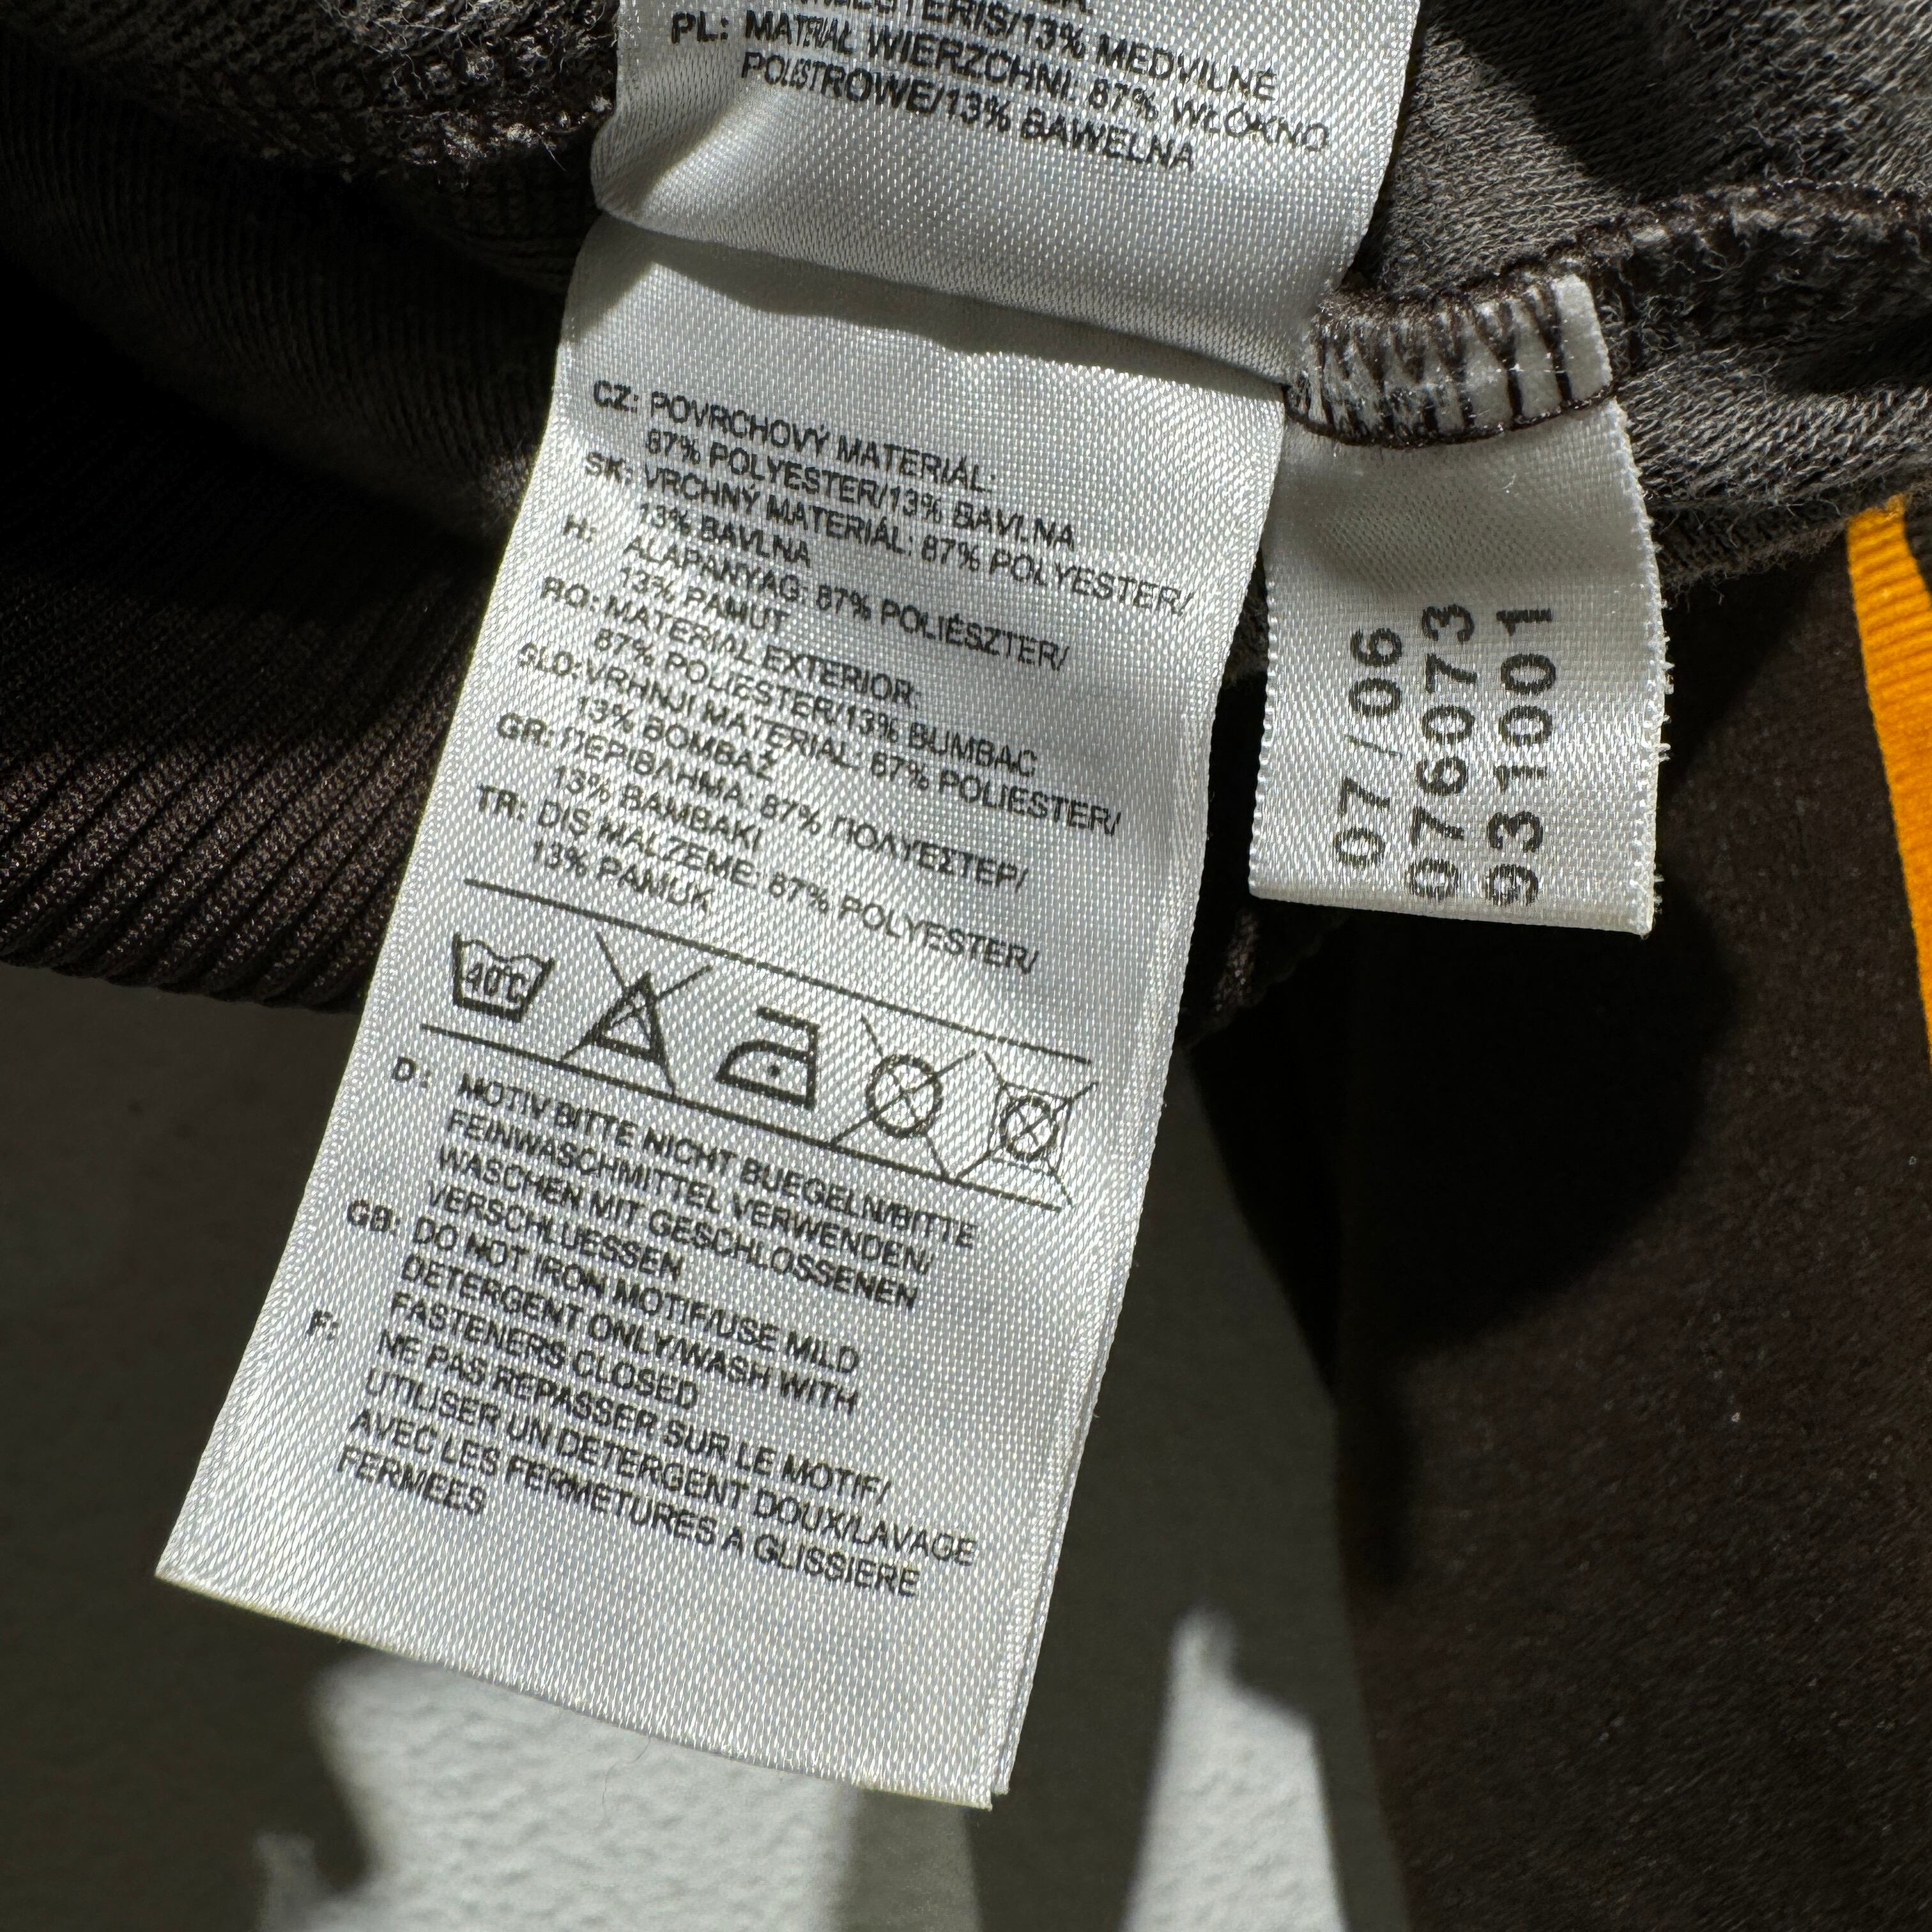 13% MEDVILNĖ
PL: MATERIAŁ WIERZCHNI: 87% WŁÓKNO
POLIESTROWE/13% BAWEŁNA
CZ: POVRCHOVÝ MATERIÁL:
87% POLYESTER/13% BAVLNA
SK: VRCHNÝ MATERIÁL: 87% POLYESTER/
13% BAVLNA
H: ALAPANYAG: 87% POLIÉSZTER/
13% PAMUT
RO: MATERIAL EXTERIOR:
87% POLIESTER/13% BUMBAC
SLO: VRHNJI MATERIAL: 87% POLIESTER/
13% BOMBAŽ
GR: ΠΕΡΙΒΛΗΜΑ: 87% ΠΟΛΥΕΣΤΕΡ/
13% BAMBAKI
TR: DIŞ MALZEME: 87% POLYESTER/
13% PAMUK
40°C
D: MOTIV BITTE NICHT BUEGELN/BITTE
FEINWASCHMITTEL VERWENDEN/
WASCHEN MIT GESCHLOSSENEN
VERSCHLUESSEN
GB: DO NOT IRON MOTIF/USE MILD
DETERGENT ONLY/WASH WITH
FASTENERS CLOSED
F: NE PAS REPASSER SUR LE MOTIF/
UTILISER UN DETERGENT DOUX/LAVAGE
AVEC LES FERMETURES A GLISSIERE
FERMEES
07/06
076073
931001